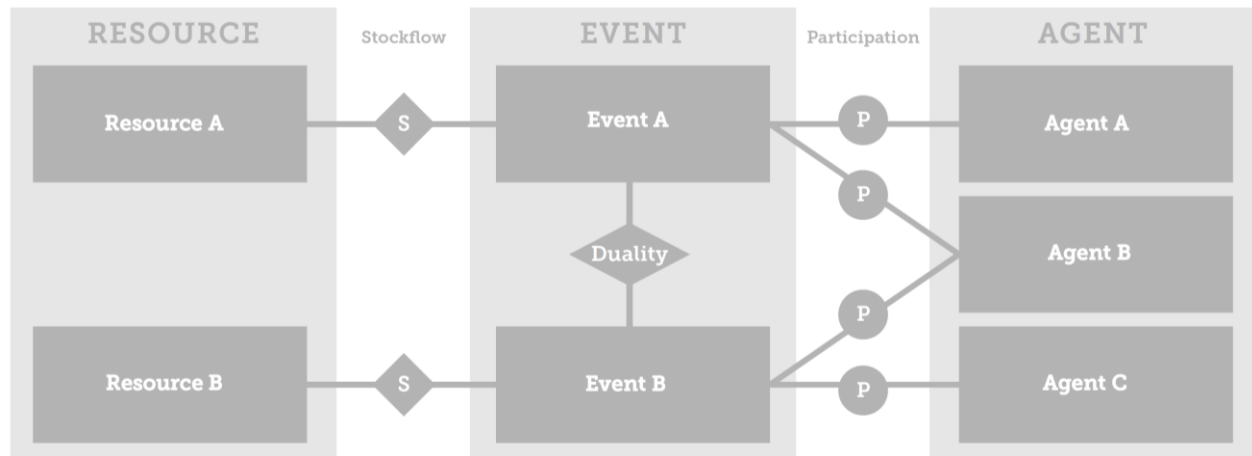 RESOURCE Stockflow EVENT Participation AGENT
Resource A S Event A P Agent A
P
Duality Agent B
P
Resource B S Event B P Agent C